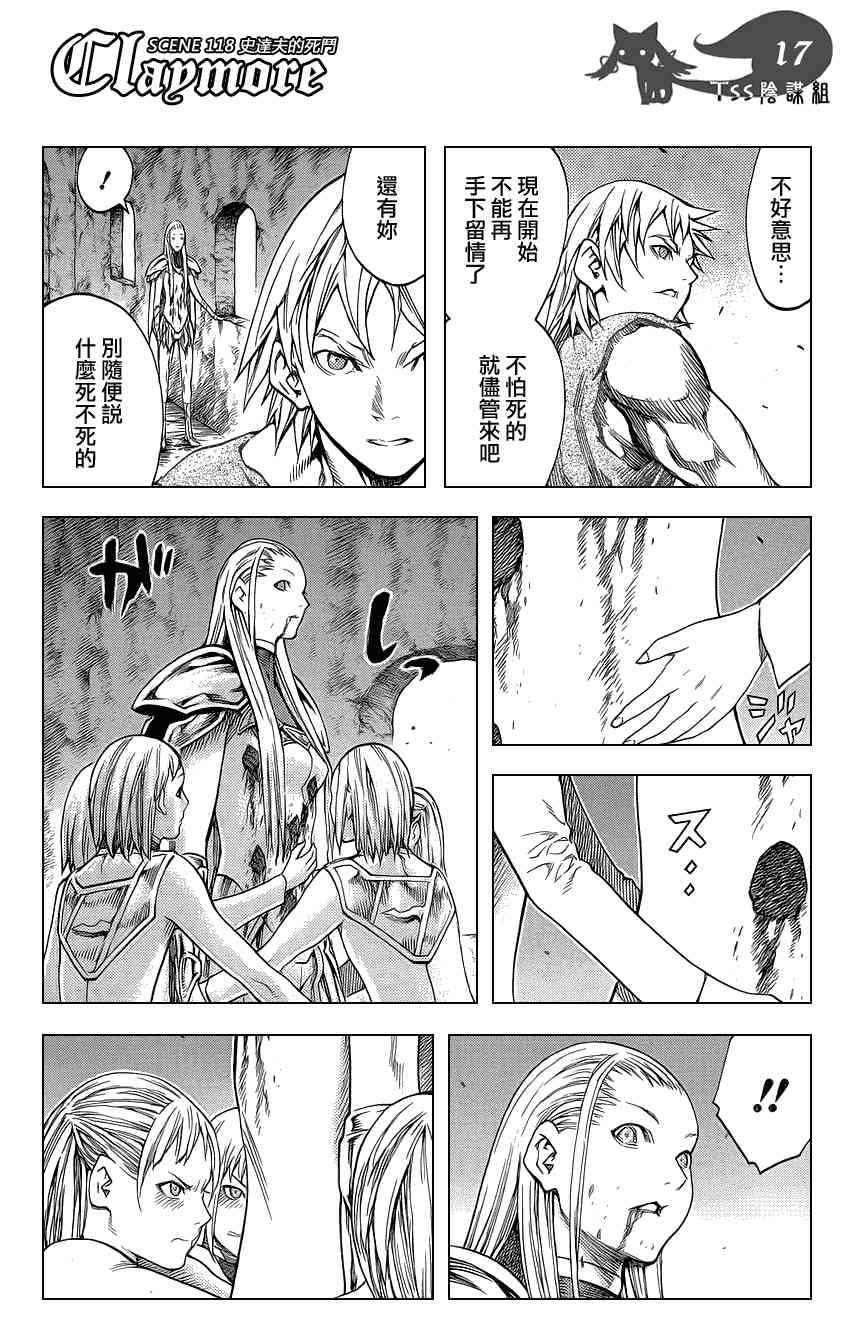 SCENE 118 史達夫的死鬥
Claymore
17
Tss陰謀組
不好意思…
現在開始
不能再
手下留情了
不怕死的
就儘管來吧
還有妳
！
別隨便說
什麼死不死的
ジャ
ス‥
がしっ
!!